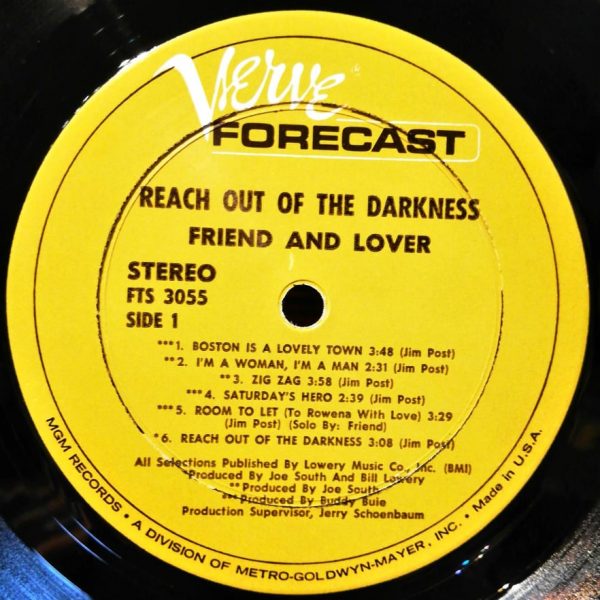 Verve
FORECAST
REACH OUT OF THE DARKNESS
FRIEND AND LOVER
STEREO
FTS 3055
SIDE 1
***1. BOSTON IS A LOVELY TOWN 3:48 (Jim Post)
**2. I'M A WOMAN, I'M A MAN 2:31 (Jim Post)
**3. ZIG ZAG 3:58 (Jim Post)
***4. SATURDAY'S HERO 2:39 (Jim Post)
***5. ROOM TO LET (To Rowena With Love) 3:29
(Jim Post) (Solo By: Friend)
*6. REACH OUT OF THE DARKNESS 3:08 (Jim Post)
All Selections Published By Lowery Music Co., Inc. (BMI)
*Produced By Joe South And Bill Lowery
**Produced By Joe South
***Produced By Buddy Buie
Production Supervisor, Jerry Schoenbaum
MGM RECORDS • A DIVISION OF METRO-GOLDWYN-MAYER, INC. • Made in U.S.A.